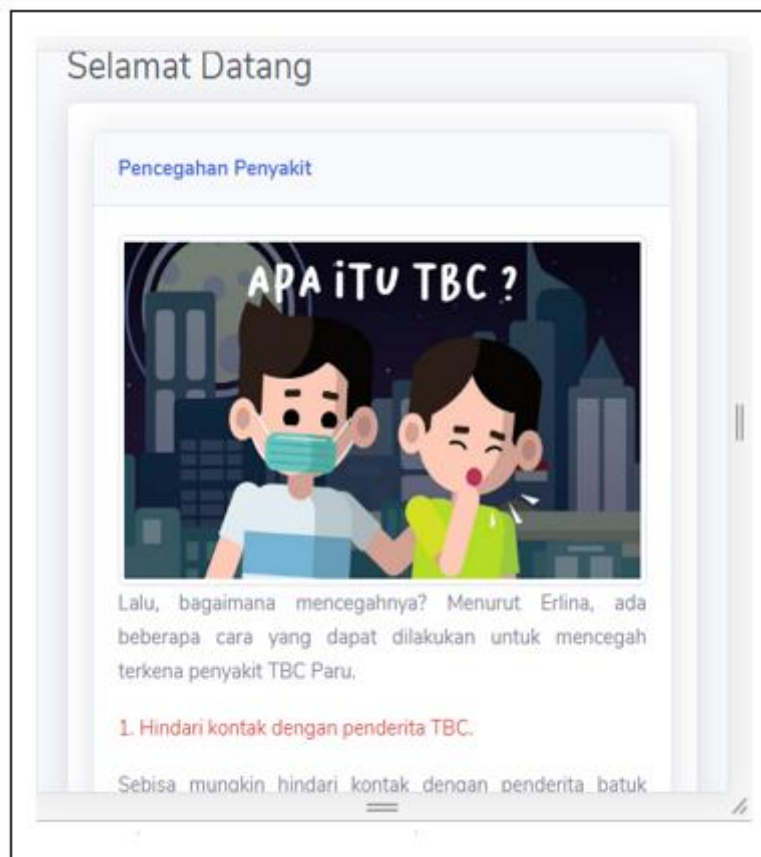 Selamat Datang
Pencegahan Penyakit
APA iTU TBC ?
Lalu, bagaimana mencegahnya? Menurut Erlina, ada
beberapa cara yang dapat dilakukan untuk mencegah
terkena penyakit TBC Paru.
1. Hindari kontak dengan penderita TBC.
Sebisa mungkin hindari kontak dengan penderita batuk